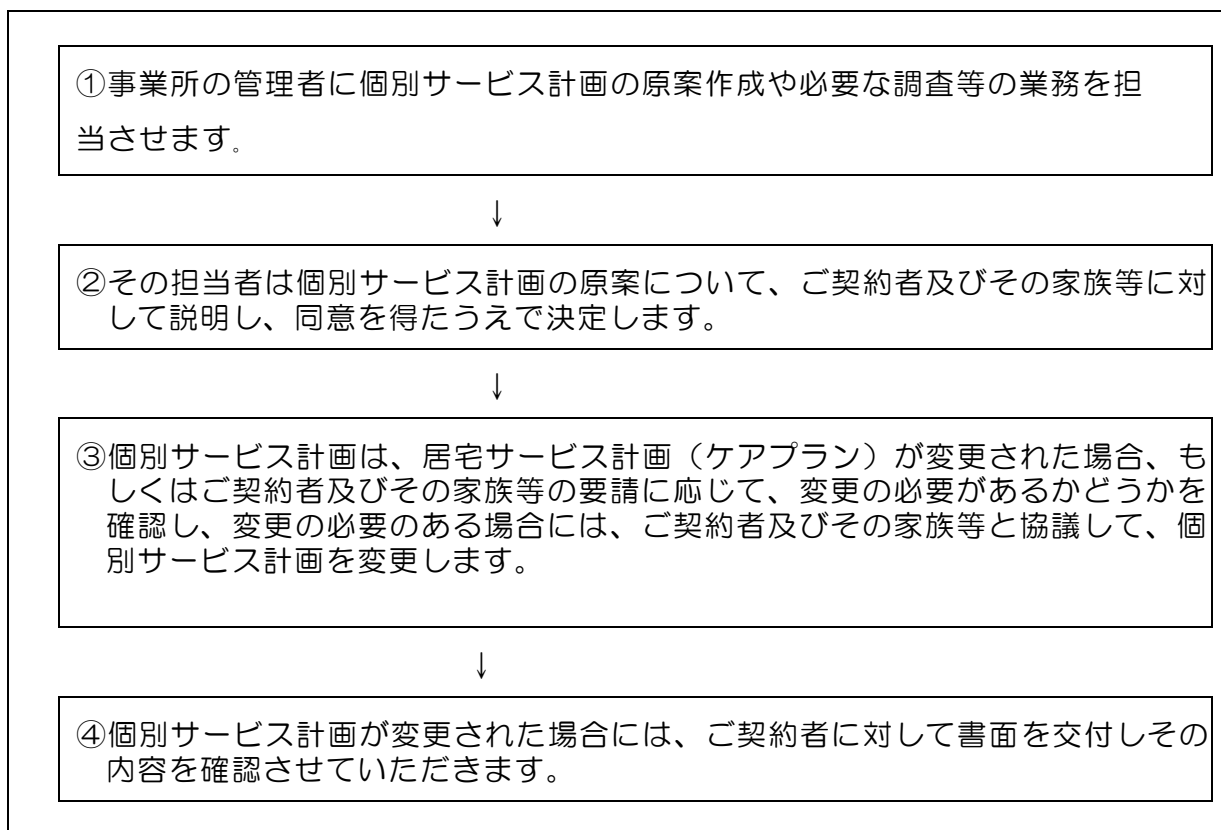 ①事業所の管理者に個別サービス計画の原案作成や必要な調査等の業務を担
当させます。
↓
②その担当者は個別サービス計画の原案について、ご契約者及びその家族等に対
して説明し、同意を得たうえで決定します。
↓
③個別サービス計画は、居宅サービス計画（ケアプラン）が変更された場合、も
しくはご契約者及びその家族等の要請に応じて、変更の必要があるかどうかを
確認し、変更の必要のある場合には、ご契約者及びその家族等と協議して、個
別サービス計画を変更します。
↓
④個別サービス計画が変更された場合には、ご契約者に対して書面を交付しその
内容を確認させていただきます。